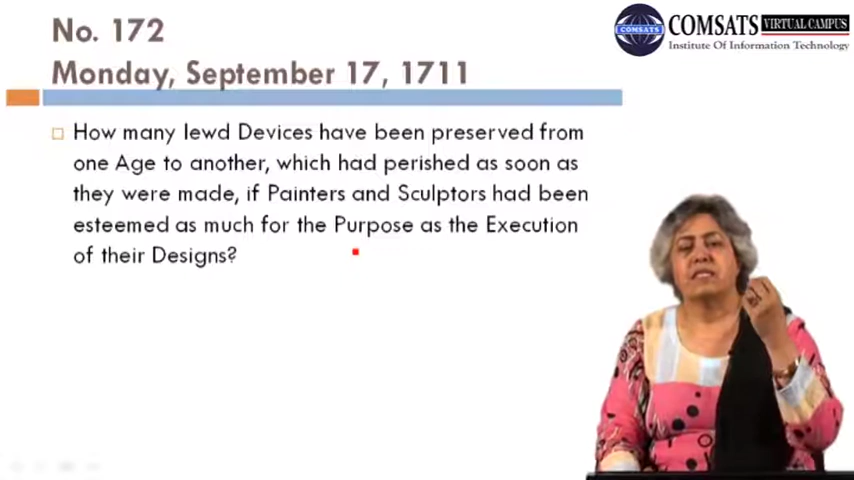 No. 172
Monday, September 17, 1711
How many lewd Devices have been preserved from
one Age to another, which had perished as soon as
they were made, if Painters and Sculptors had been
esteemed as much for the Purpose as the Execution
of their Designs?
COMSATS VIRTUAL CAMPUS
Institute Of Information Technology
COMSATS